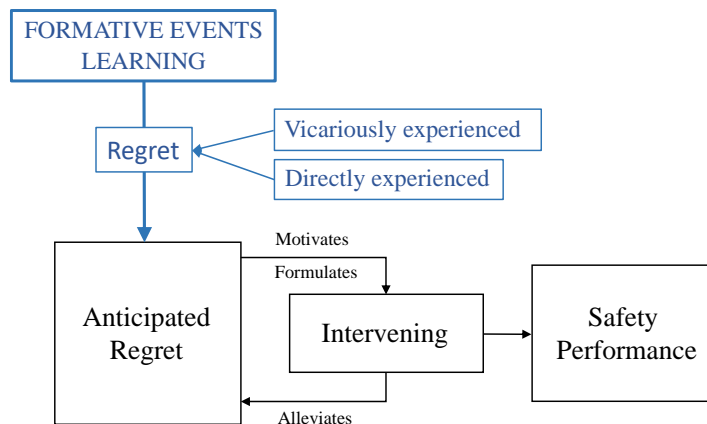 FORMATIVE EVENTS
LEARNING
Regret
Vicariously experienced
Directly experienced
Motivates
Formulates
Anticipated
Regret
Intervening
Safety
Performance
Alleviates